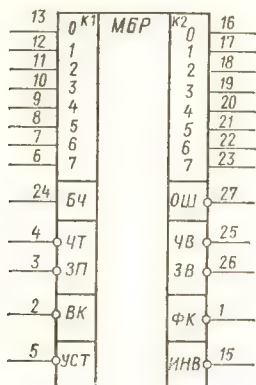 13 0 К1 МБР К2 0 16
12 1 1 17
11 2 2 18
10 3 3 19
9 4 4 20
8 5 5 21
7 6 6 22
6 7 7 23
24 БЧ ОШ 27
4 ЧТ ЧВ 25
3 ЗП ЗВ 26
2 ВК ФК 1
5 УСТ ИНВ 15